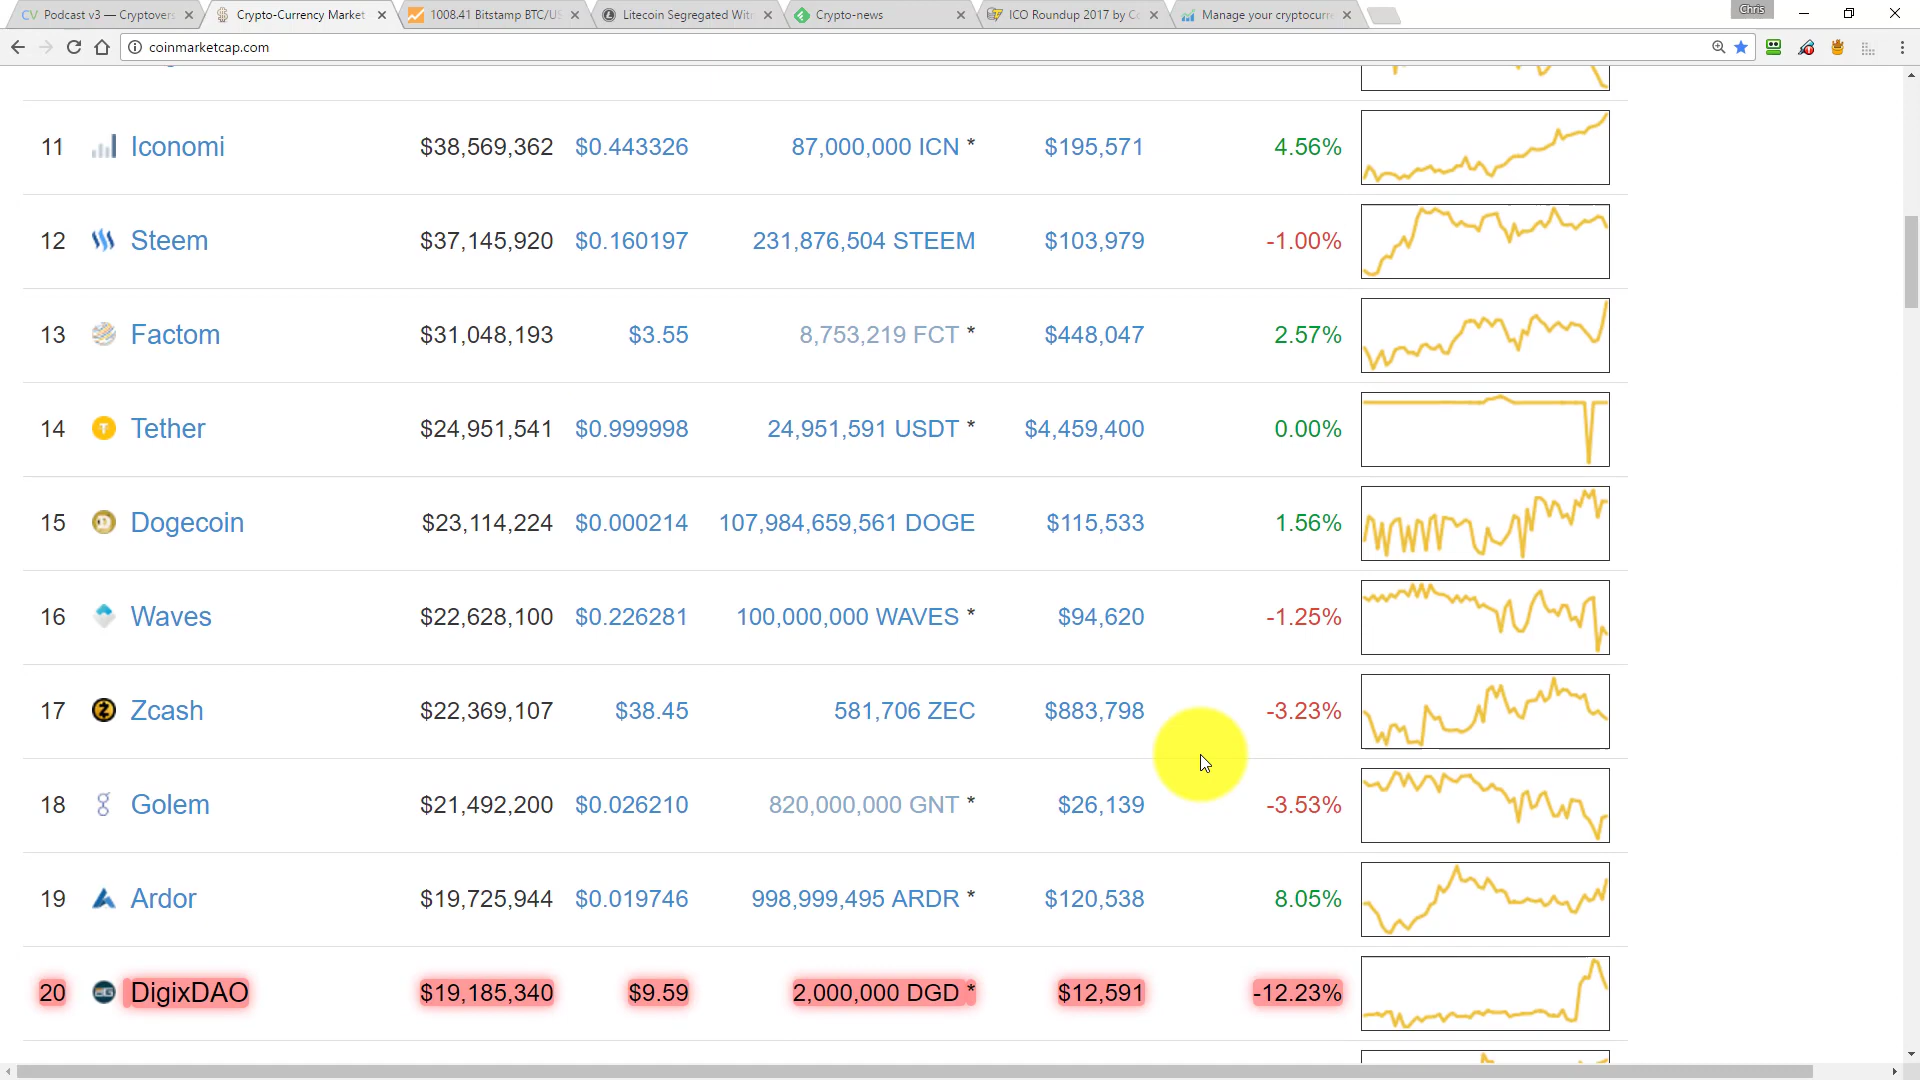 CV Podcast v3 — Cryptovers
Crypto-Currency Market
1008.41 Bitstamp BTC/US
Litecoin Segregated Witn
Crypto-news
ICO Roundup 2017 by Co
Manage your cryptocurre
Chris
coinmarketcap.com
11 Iconomi $38,569,362 $0.443326 87,000,000 ICN * $195,571 4.56%
12 Steem $37,145,920 $0.160197 231,876,504 STEEM $103,979 -1.00%
13 Factom $31,048,193 $3.55 8,753,219 FCT * $448,047 2.57%
14 Tether $24,951,541 $0.999998 24,951,591 USDT * $4,459,400 0.00%
15 Dogecoin $23,114,224 $0.000214 107,984,659,561 DOGE $115,533 1.56%
16 Waves $22,628,100 $0.226281 100,000,000 WAVES * $94,620 -1.25%
17 Zcash $22,369,107 $38.45 581,706 ZEC $883,798 -3.23%
18 Golem $21,492,200 $0.026210 820,000,000 GNT * $26,139 -3.53%
19 Ardor $19,725,944 $0.019746 998,999,495 ARDR * $120,538 8.05%
20 DigixDAO $19,185,340 $9.59 2,000,000 DGD * $12,591 -12.23%